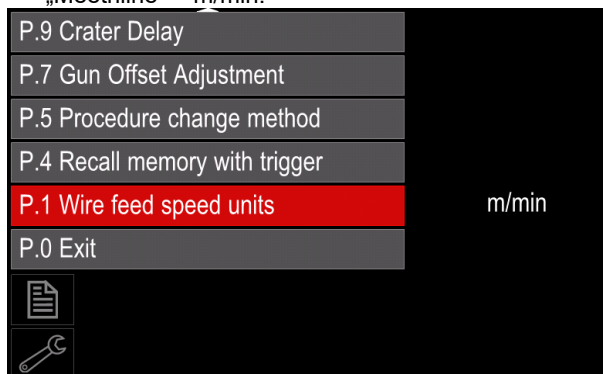 P.9 Crater Delay
P.7 Gun Offset Adjustment
P.5 Procedure change method
P.4 Recall memory with trigger
P.1 Wire feed speed units m/min
P.0 Exit